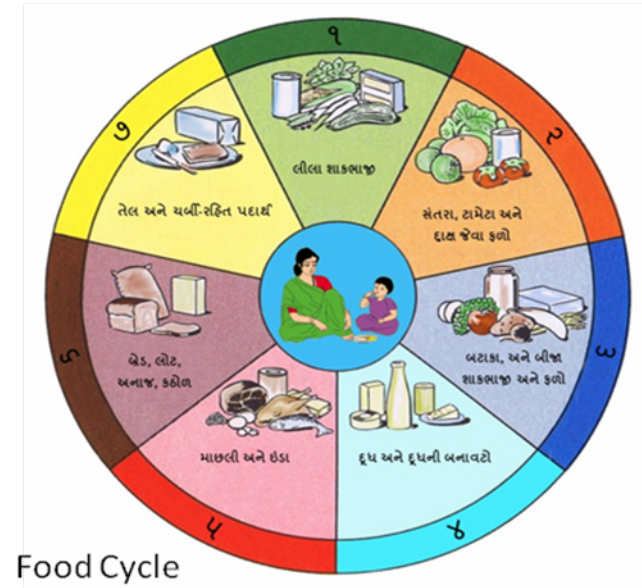 ૧
લીલા શાકભાજી
૨
સંતરા, ટામેટા અને
દ્રાક્ષ જેવા ફળો
૩
બટાકા, અને બીજા
શાકભાજી અને ફળો
૪
દૂધ અને દૂધની બનાવટો
૫
માછલી અને ઇંડા
૬
બ્રેડ, લોટ,
અનાજ, કઠોળ
૭
તેલ અને ચર્બી-રહિત પદાર્થ
Food Cycle